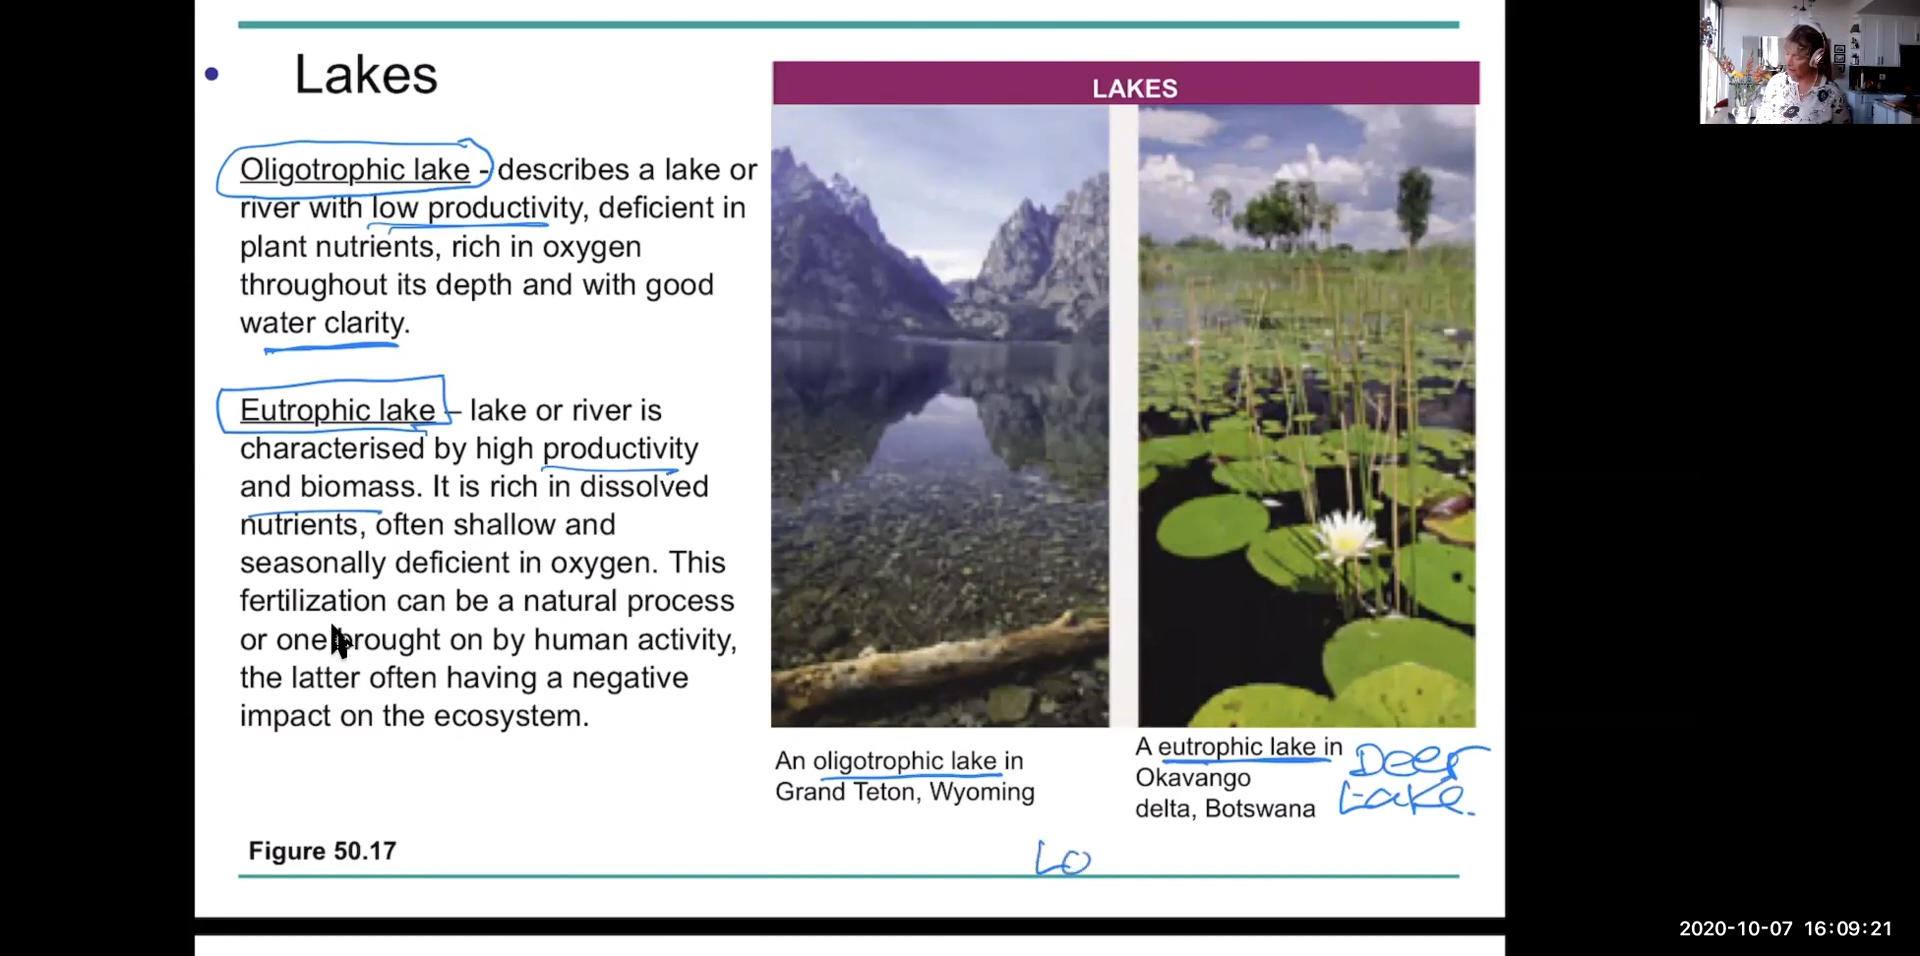 Lakes
Oligotrophic lake - describes a lake or
river with low productivity, deficient in
plant nutrients, rich in oxygen
throughout its depth and with good
water clarity.
Eutrophic lake – lake or river is
characterised by high productivity
and biomass. It is rich in dissolved
nutrients, often shallow and
seasonally deficient in oxygen. This
fertilization can be a natural process
or one brought on by human activity,
the latter often having a negative
impact on the ecosystem.
Figure 50.17
LAKES
An oligotrophic lake in
Grand Teton, Wyoming
A eutrophic lake in
Okavango
delta, Botswana
Deer
Lake.
Lo
2020-10-07 16:09:21